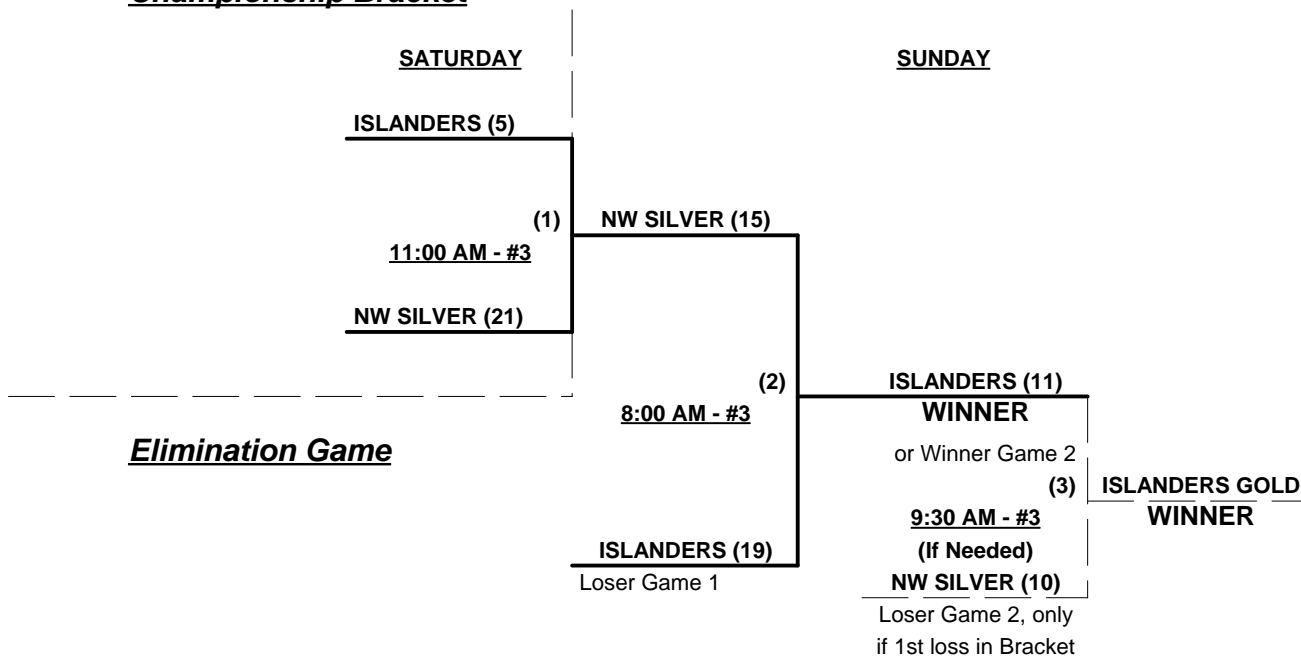 Championship Bracket
SATURDAY
SUNDAY
ISLANDERS (5)
(1)
NW SILVER (15)
11:00 AM - #3
NW SILVER (21)
(2)
ISLANDERS (11)
8:00 AM - #3
WINNER
Elimination Game
or Winner Game 2
(3)
ISLANDERS GOLD
9:30 AM - #3
WINNER
(If Needed)
ISLANDERS (19)
Loser Game 1
NW SILVER (10)
Loser Game 2, only
if 1st loss in Bracket